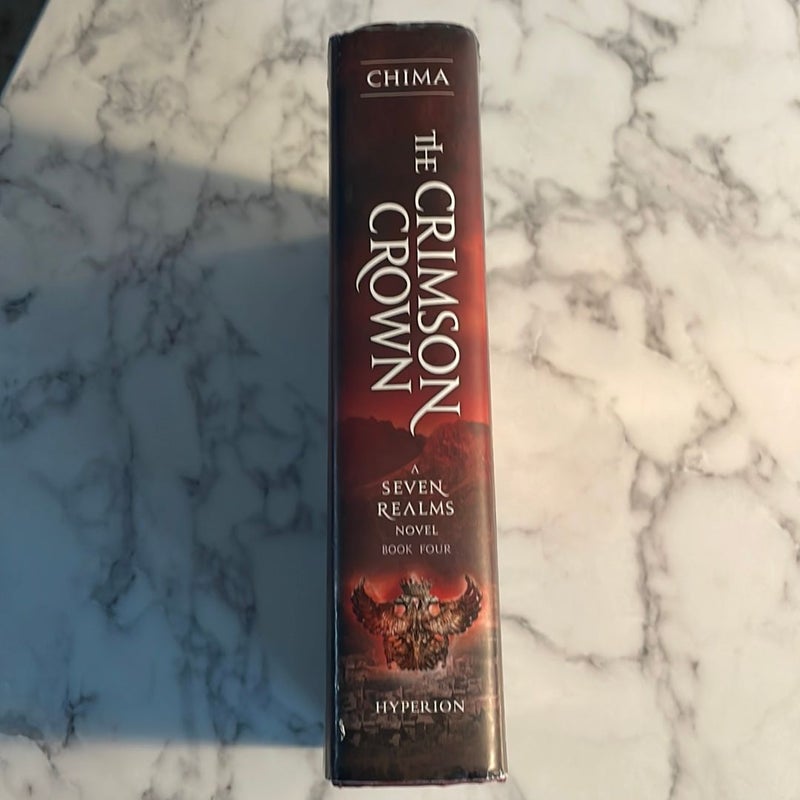 CHIMA
THE CRIMSON
CROWN
A
SEVEN
REALMS
NOVEL
BOOK FOUR
HYPERION